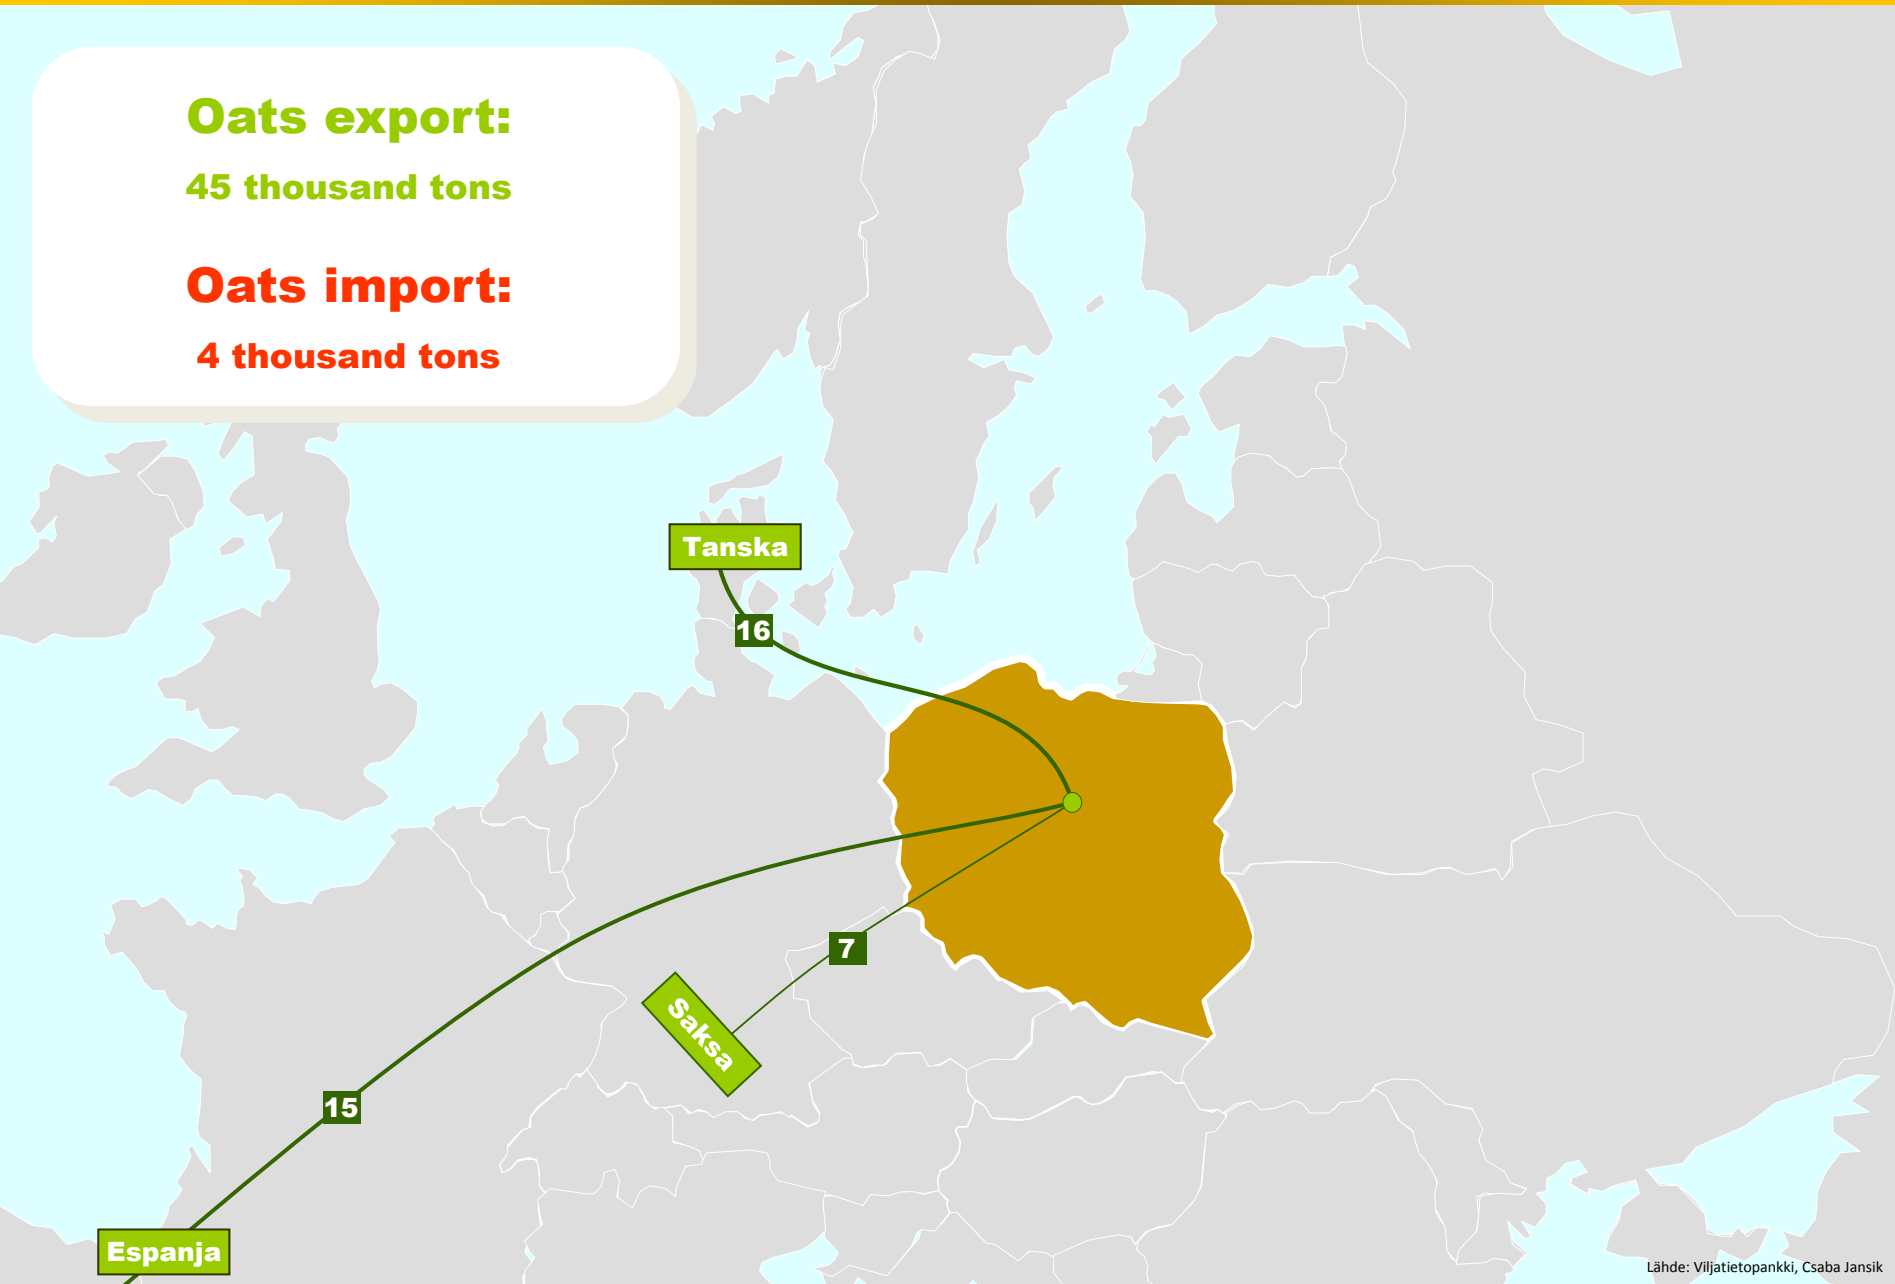 Oats export:
45 thousand tons
Oats import:
4 thousand tons
Tanska
16
7
Saksa
15
Espanja
Lähde: Viljatietopankki, Csaba Jansik